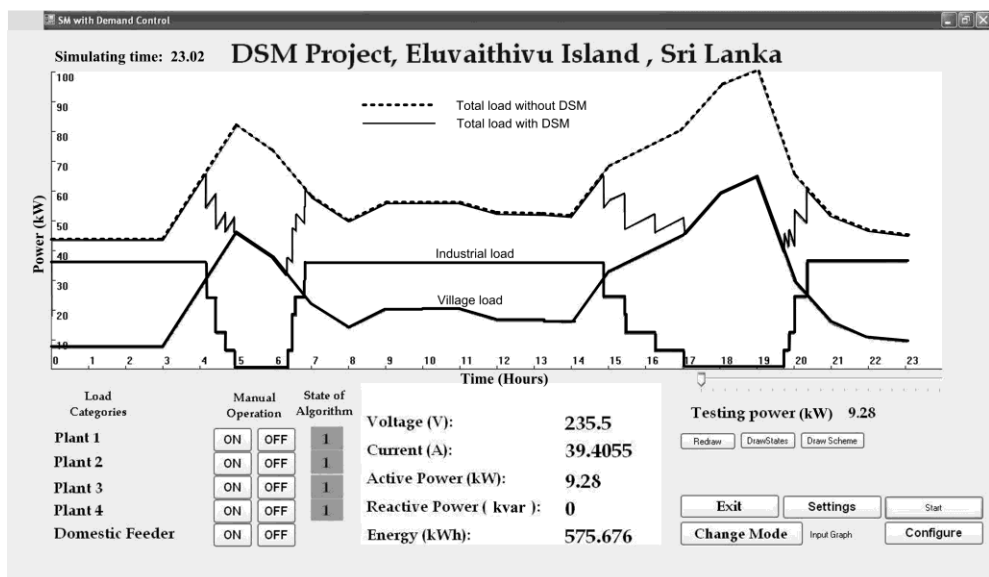 SM with Demand Control
Simulating time: 23.02
DSM Project, Eluvaithivu Island , Sri Lanka
100
90
80
70
60
50
40
30
20
10
Power (kW)
Total load without DSM
Total load with DSM
Industrial load
Village load
0 1 2 3 4 5 6 7 8 9 10 11 12 13 14 15 16 17 18 19 20 21 22 23
Time (Hours)
Load Categories
Manual Operation
State of Algorithm
Plant 1 ON OFF 1
Plant 2 ON OFF 1
Plant 3 ON OFF 1
Plant 4 ON OFF 1
Domestic Feeder ON OFF
Voltage (V): 235.5
Current (A): 39.4055
Active Power (kW): 9.28
Reactive Power ( kvar ): 0
Energy (kWh): 575.676
Testing power (kW) 9.28
Redraw DrawStates Draw Scheme
Exit Settings Start
Change Mode Input Graph Configure